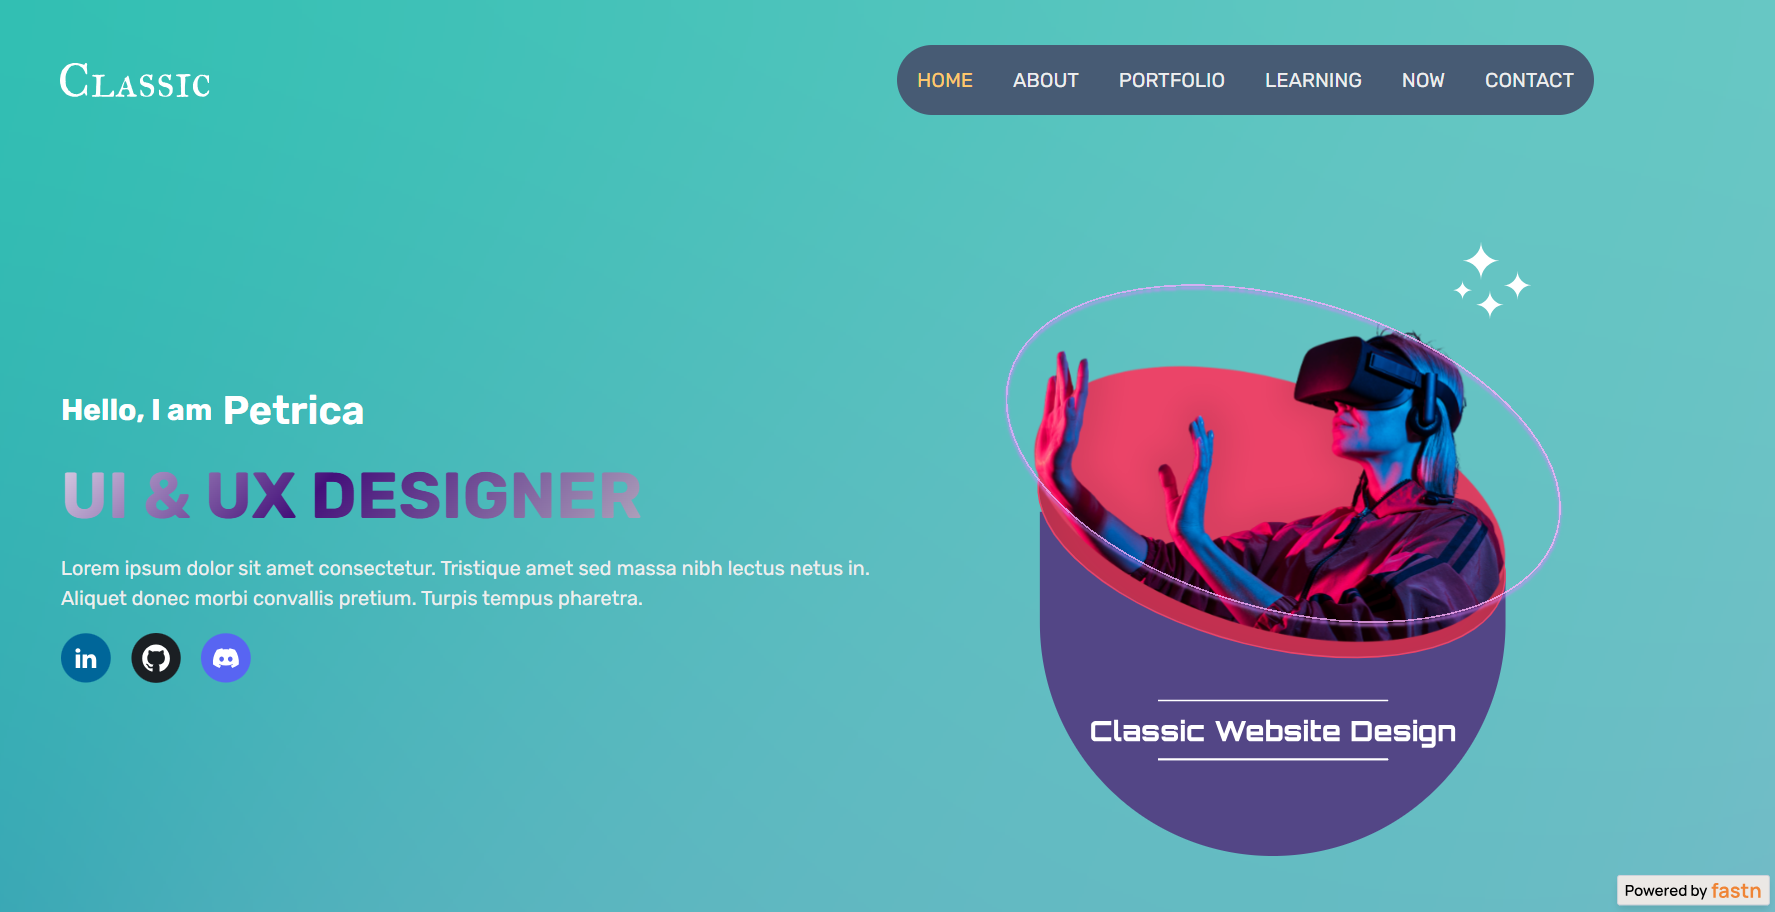 Classic
HOME ABOUT PORTFOLIO LEARNING NOW CONTACT
Hello, I am Petrica
UI & UX DESIGNER
Lorem ipsum dolor sit amet consectetur. Tristique amet sed massa nibh lectus netus in.
Aliquet donec morbi convallis pretium. Turpis tempus pharetra.
in
Classic Website Design
Powered by fastn